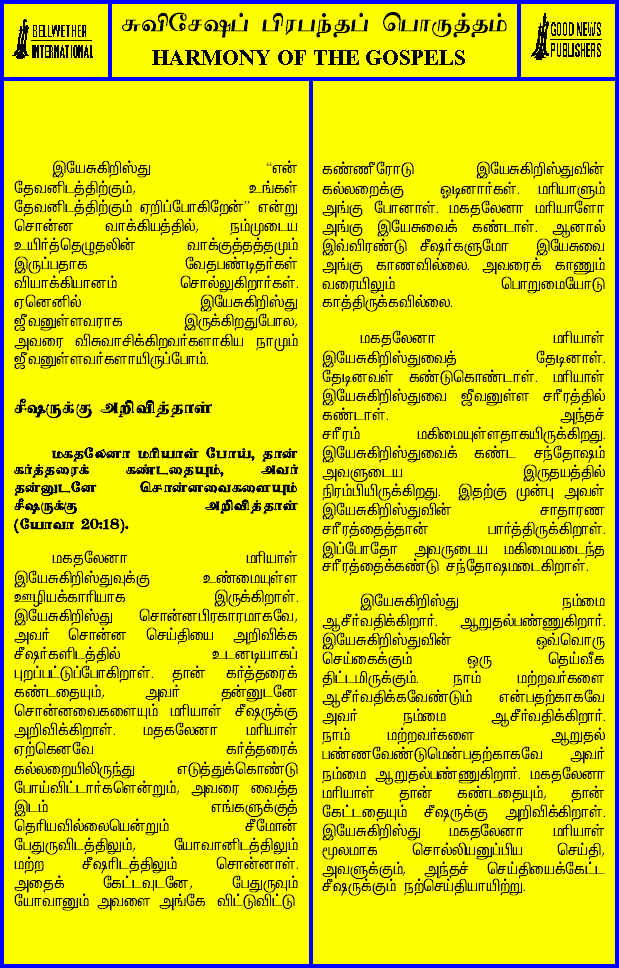 BELLWETHER
INTERNATIONAL
சுவிசேஷப் பிரபந்தப் பொருத்தம்
HARMONY OF THE GOSPELS
GOOD NEWS
PUBLISHERS
இயேசுகிறிஸ்து “என்
தேவனிடத்திற்கும், உங்கள்
தேவனிடத்திற்கும் ஏறிப்போகிறேன்” என்று
சொன்ன வாக்கியத்தில், நம்முடைய
உயிர்த்தெழுதலின் வாக்குத்தத்தமும்
இருப்பதாக வேதபண்டிதர்கள்
வியாக்கியானம் சொல்லுகிறார்கள்.
ஏனெனில் இயேசுகிறிஸ்து
ஜீவனுள்ளவராக இருக்கிறதுபோல,
அவரை விசுவாசிக்கிறவர்களாகிய நாமும்
ஜீவனுள்ளவர்களாயிருப்போம்.
சீஷருக்கு அறிவித்தாள்
மகதலேனா மரியாள் போய், தான்
கர்த்தரைக் கண்டதையும், அவர்
தன்னுடனே சொன்னவைகளையும்
சீஷருக்கு அறிவித்தாள்
(யோவா 20:18).
மகதலேனா மரியாள்
இயேசுகிறிஸ்துவுக்கு உண்மையுள்ள
ஊழியக்காரியாக இருக்கிறாள்.
இயேசுகிறிஸ்து சொன்னபிரகாரமாகவே,
அவர் சொன்ன செய்தியை அறிவிக்க
சீஷர்களிடத்தில் உடனடியாகப்
புறப்பட்டுப்போகிறாள். தான் கர்த்தரைக்
கண்டதையும், அவர் தன்னுடனே
சொன்னவைகளையும் மரியாள் சீஷருக்கு
அறிவிக்கிறாள். மதகலேனா மரியாள்
ஏற்கெனவே கர்த்தரைக்
கல்லறையிலிருந்து எடுத்துக்கொண்டு
போய்விட்டார்களென்றும், அவரை வைத்த
இடம் எங்களுக்குத்
தெரியவில்லையென்றும் சீமோன்
பேதுருவிடத்திலும், யோவானிடத்திலும்
மற்ற சீஷரிடத்திலும் சொன்னாள்.
அதைக் கேட்டவுடனே, பேதுருவும்
யோவானும் அவளை அங்கே விட்டுவிட்டு
கண்ணீரோடு இயேசுகிறிஸ்துவின்
கல்லறைக்கு ஓடினார்கள். மரியாளும்
அங்கு போனாள். மகதலேனா மரியாளோ
அங்கு இயேசுவைக் கண்டாள். ஆனால்
இவ்விரண்டு சீஷர்களுமோ இயேசுவை
அங்கு காணவில்லை. அவரைக் காணும்
வரையிலும் பொறுமையோடு
காத்திருக்கவில்லை.
மகதலேனா மரியாள்
இயேசுகிறிஸ்துவைத் தேடினாள்.
தேடினவள் கண்டுகொண்டாள். மரியாள்
இயேசுகிறிஸ்துவை ஜீவனுள்ள சரீரத்தில்
கண்டாள். அந்தச்
சரீரம் மகிமையுள்ளதாகயிருக்கிறது.
இயேசுகிறிஸ்துவைக் கண்ட சந்தோஷம்
அவளுடைய இருதயத்தில்
நிரம்பியிருக்கிறது. இதற்கு முன்பு அவள்
இயேசுகிறிஸ்துவின் சாதாரண
சரீரத்தைத்தான் பார்த்திருக்கிறாள்.
இப்போதோ அவருடைய மகிமையடைந்த
சரீரத்தைக்கண்டு சந்தோஷமடைகிறாள்.
இயேசுகிறிஸ்து நம்மை
ஆசீர்வதிக்கிறார். ஆறுதல்பண்ணுகிறார்.
இயேசுகிறிஸ்துவின் ஒவ்வொரு
செய்கைக்கும் ஒரு தெய்வீக
திட்டமிருக்கும். நாம் மற்றவர்களை
ஆசீர்வதிக்கவேண்டும் என்பதற்காகவே
அவர் நம்மை ஆசீர்வதிக்கிறார்.
நாம் மற்றவர்களை ஆறுதல்
பண்ணவேண்டுமென்பதற்காகவே அவர்
நம்மை ஆறுதல்பண்ணுகிறார். மகதலேனா
மரியாள் தான் கண்டதையும், தான்
கேட்டதையும் சீஷருக்கு அறிவிக்கிறாள்.
இயேசுகிறிஸ்து மகதலேனா மரியாள்
மூலமாக சொல்லியனுப்பிய செய்தி,
அவளுக்கும், அந்தச் செய்தியைக்கேட்ட
சீஷருக்கும் நற்செய்தியாயிற்று.